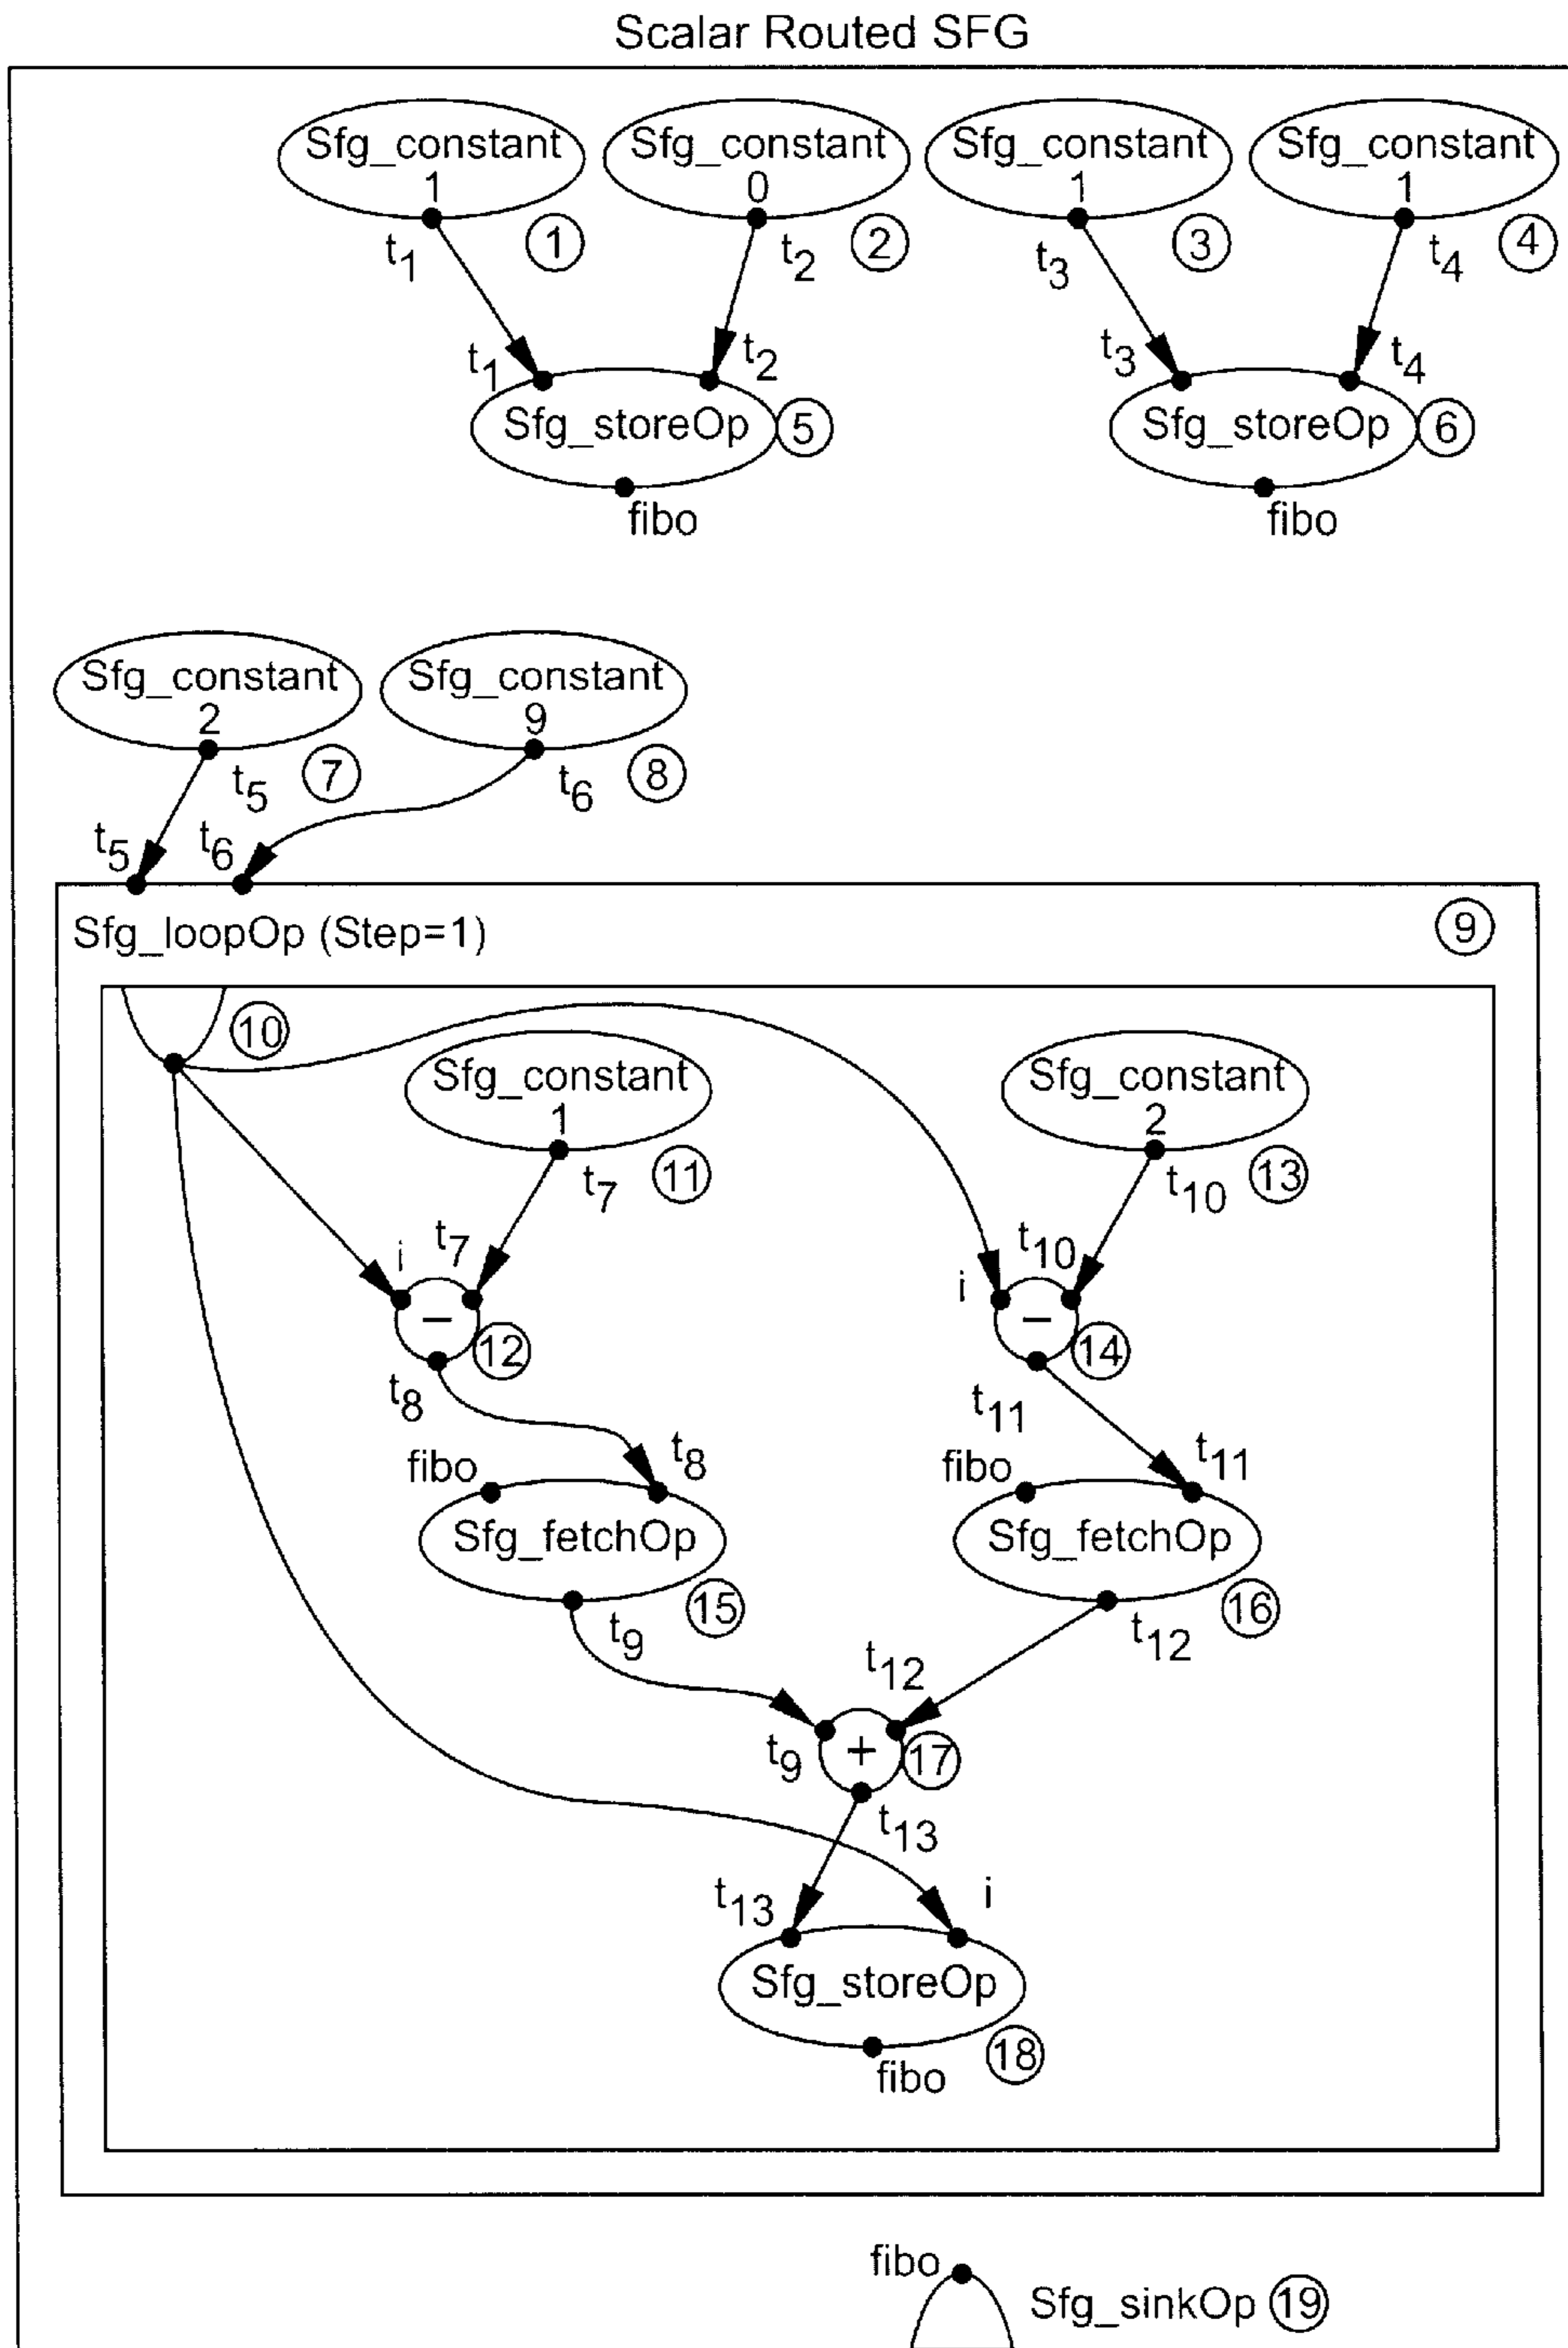 Scalar Routed SFG
Sfg_constant Sfg_constant Sfg_constant Sfg_constant
1 0 1 1
t1 1 t2 2 t3 3 t4 4
t1 t2 t3 t4
Sfg_storeOp 5 Sfg_storeOp 6
fibo fibo
Sfg_constant Sfg_constant
2 9
t5 7 t6 8
t5 t6
Sfg_loopOp (Step=1) 9
10
Sfg_constant Sfg_constant
1 2
t7 11 t10 13
i t7 i t10
– 12 – 14
t8 t11
fibo t8 fibo t11
Sfg_fetchOp Sfg_fetchOp
15 16
t9 t12
t12
t9 + 17
t13
t13 i
Sfg_storeOp
18
fibo
fibo
Sfg_sinkOp 19